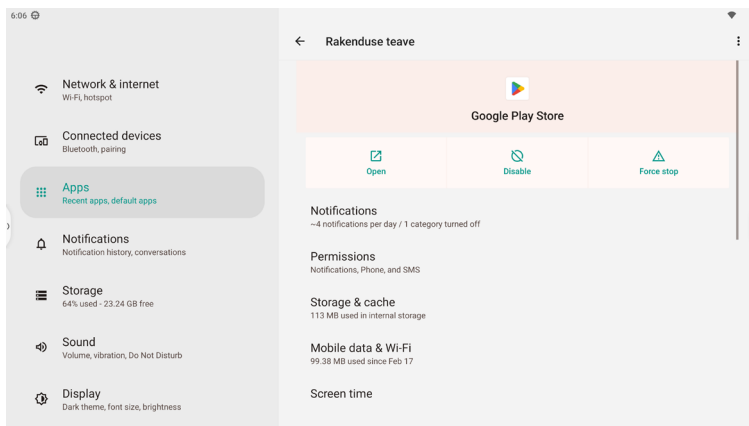 6:06
Rakenduse teave
Network & internet
Wi-Fi, hotspot
Connected devices
Bluetooth, pairing
Apps
Recent apps, default apps
Notifications
Notification history, conversations
Storage
64% used - 23.24 GB free
Sound
Volume, vibration, Do Not Disturb
Display
Dark theme, font size, brightness
Google Play Store
Open
Disable
Force stop
Notifications
~4 notifications per day / 1 category turned off
Permissions
Notifications, Phone, and SMS
Storage & cache
113 MB used in internal storage
Mobile data & Wi-Fi
99.38 MB used since Feb 17
Screen time